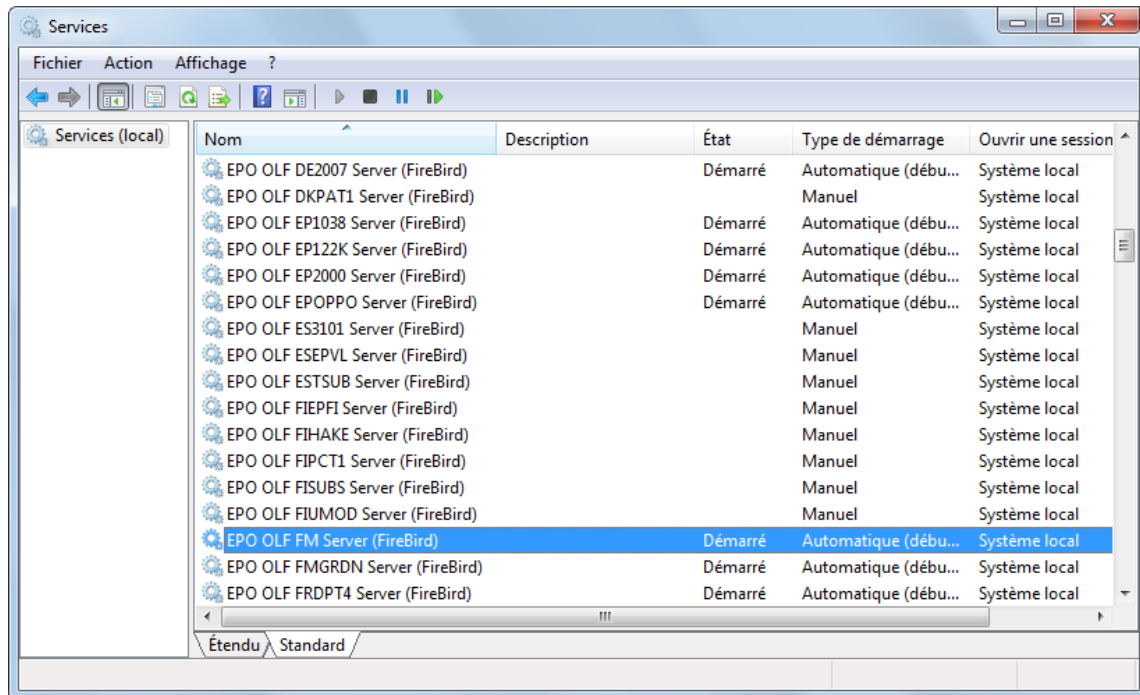 Services
Fichier Action Affichage ?
Services (local)
Nom Description État Type de démarrage Ouvrir une session
EPO OLF DE2007 Server (FireBird) Démarré Automatique (débu... Système local
EPO OLF DKPAT1 Server (FireBird) Manuel Système local
EPO OLF EP1038 Server (FireBird) Démarré Automatique (débu... Système local
EPO OLF EP122K Server (FireBird) Démarré Automatique (débu... Système local
EPO OLF EP2000 Server (FireBird) Démarré Automatique (débu... Système local
EPO OLF EPOPPO Server (FireBird) Démarré Automatique (débu... Système local
EPO OLF ES3101 Server (FireBird) Manuel Système local
EPO OLF ESEPVL Server (FireBird) Manuel Système local
EPO OLF ESTSUB Server (FireBird) Manuel Système local
EPO OLF FIEPFI Server (FireBird) Manuel Système local
EPO OLF FIHAKE Server (FireBird) Manuel Système local
EPO OLF FIPCT1 Server (FireBird) Manuel Système local
EPO OLF FISUBS Server (FireBird) Manuel Système local
EPO OLF FIUMOD Server (FireBird) Manuel Système local
EPO OLF FM Server (FireBird) Démarré Automatique (débu... Système local
EPO OLF FMGRDN Server (FireBird) Démarré Automatique (débu... Système local
EPO OLF FRDPT4 Server (FireBird) Démarré Automatique (débu... Système local
Étendu Standard